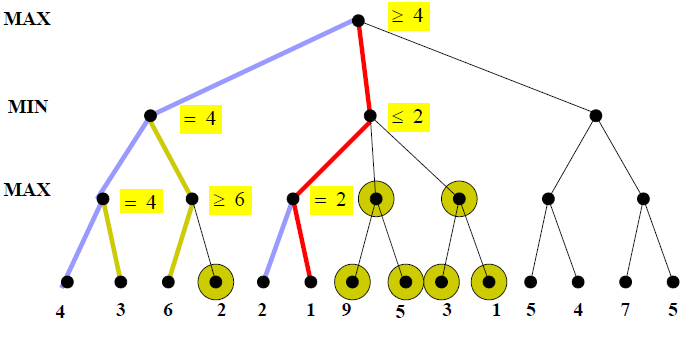 MAX
≥ 4
MIN
= 4
≤ 2
MAX
= 4
≥ 6
= 2
4 3 6 2 2 1 9 5 3 1 5 4 7 5